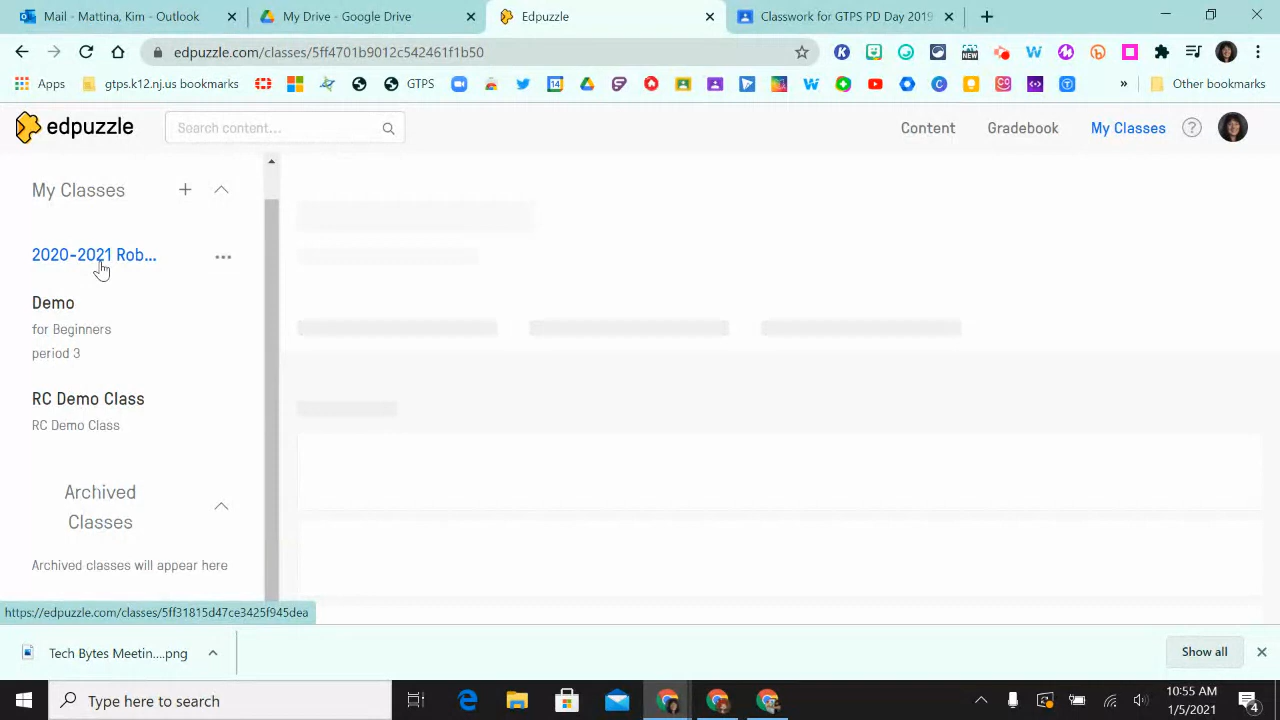 Mail - Mattina, Kim - Outlook
My Drive - Google Drive
Edpuzzle
Classwork for GTPS PD Day 2019
edpuzzle.com/classes/5ff4701b9012c542461f1b50
Apps
gtps.k12.nj.us bookmarks
GTPS
Other bookmarks
edpuzzle
Search content...
Content
Gradebook
My Classes
My Classes
2020-2021 Rob...
Demo
for Beginners
period 3
RC Demo Class
RC Demo Class
Archived
Classes
Archived classes will appear here
https://edpuzzle.com/classes/5ff31815d47ce3425f945dea
Tech Bytes Meetin....png
Show all
Type here to search
10:55 AM
1/5/2021
4